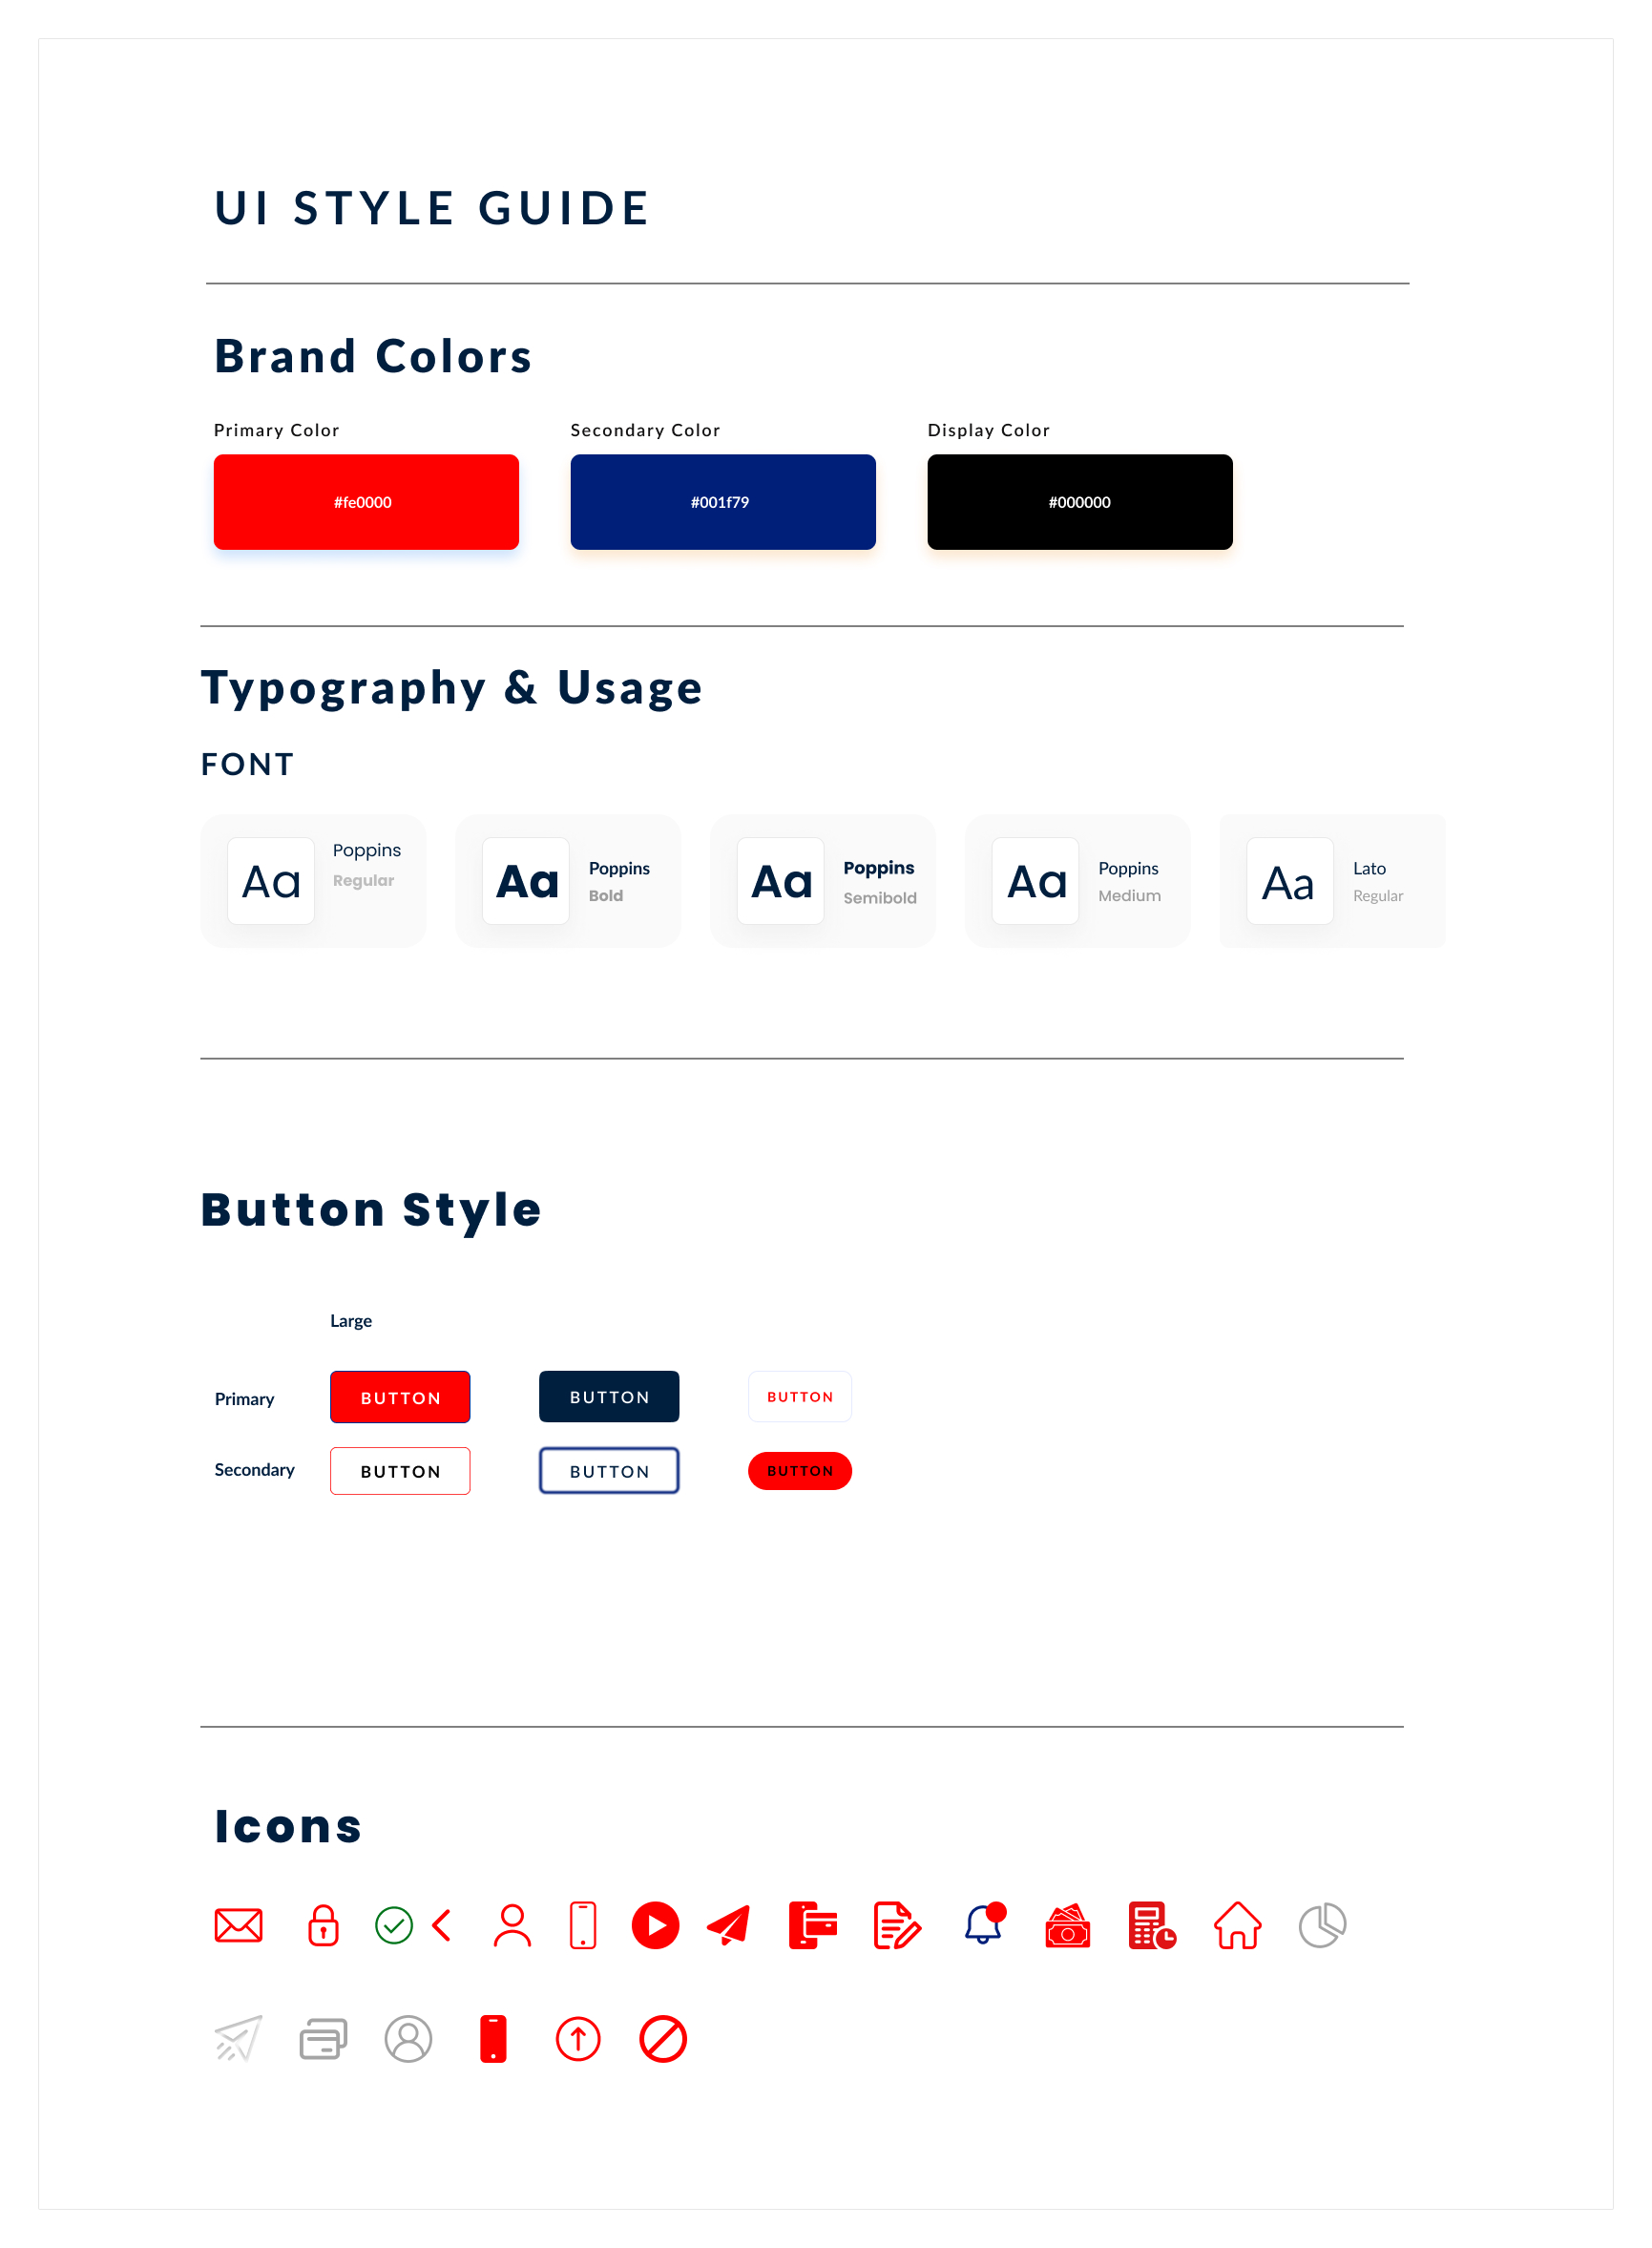 UI STYLE GUIDE
Brand Colors
Primary Color
Secondary Color
Display Color
#fe0000
#001f79
#000000
Typography & Usage
FONT
Aa
Poppins
Regular
Aa
Poppins
Bold
Aa
Poppins
Semibold
Aa
Poppins
Medium
Aa
Lato
Regular
Button Style
Large
Primary
BUTTON
BUTTON
BUTTON
Secondary
BUTTON
BUTTON
BUTTON
Icons